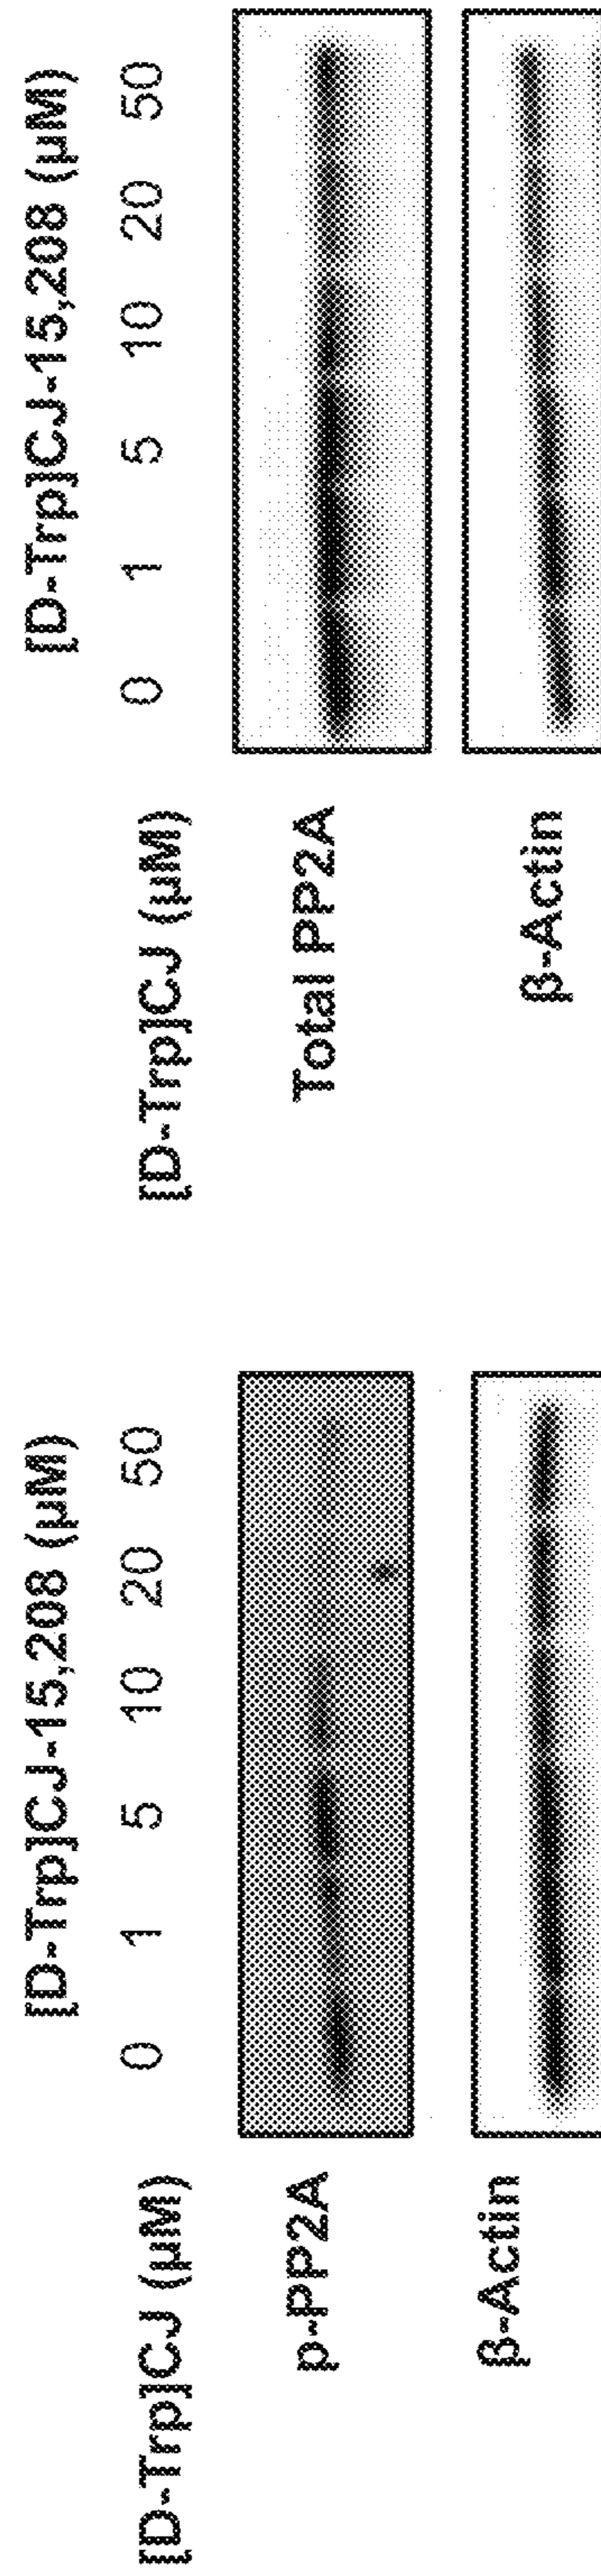 [D-Trp]CJ-15,208 (µM)
[D-Trp]CJ (µM) 0 1 5 10 20 50
p-PP2A
β-Actin
[D-Trp]CJ-15,208 (µM)
[D-Trp]CJ (µM) 0 1 5 10 20 50
Total PP2A
β-Actin